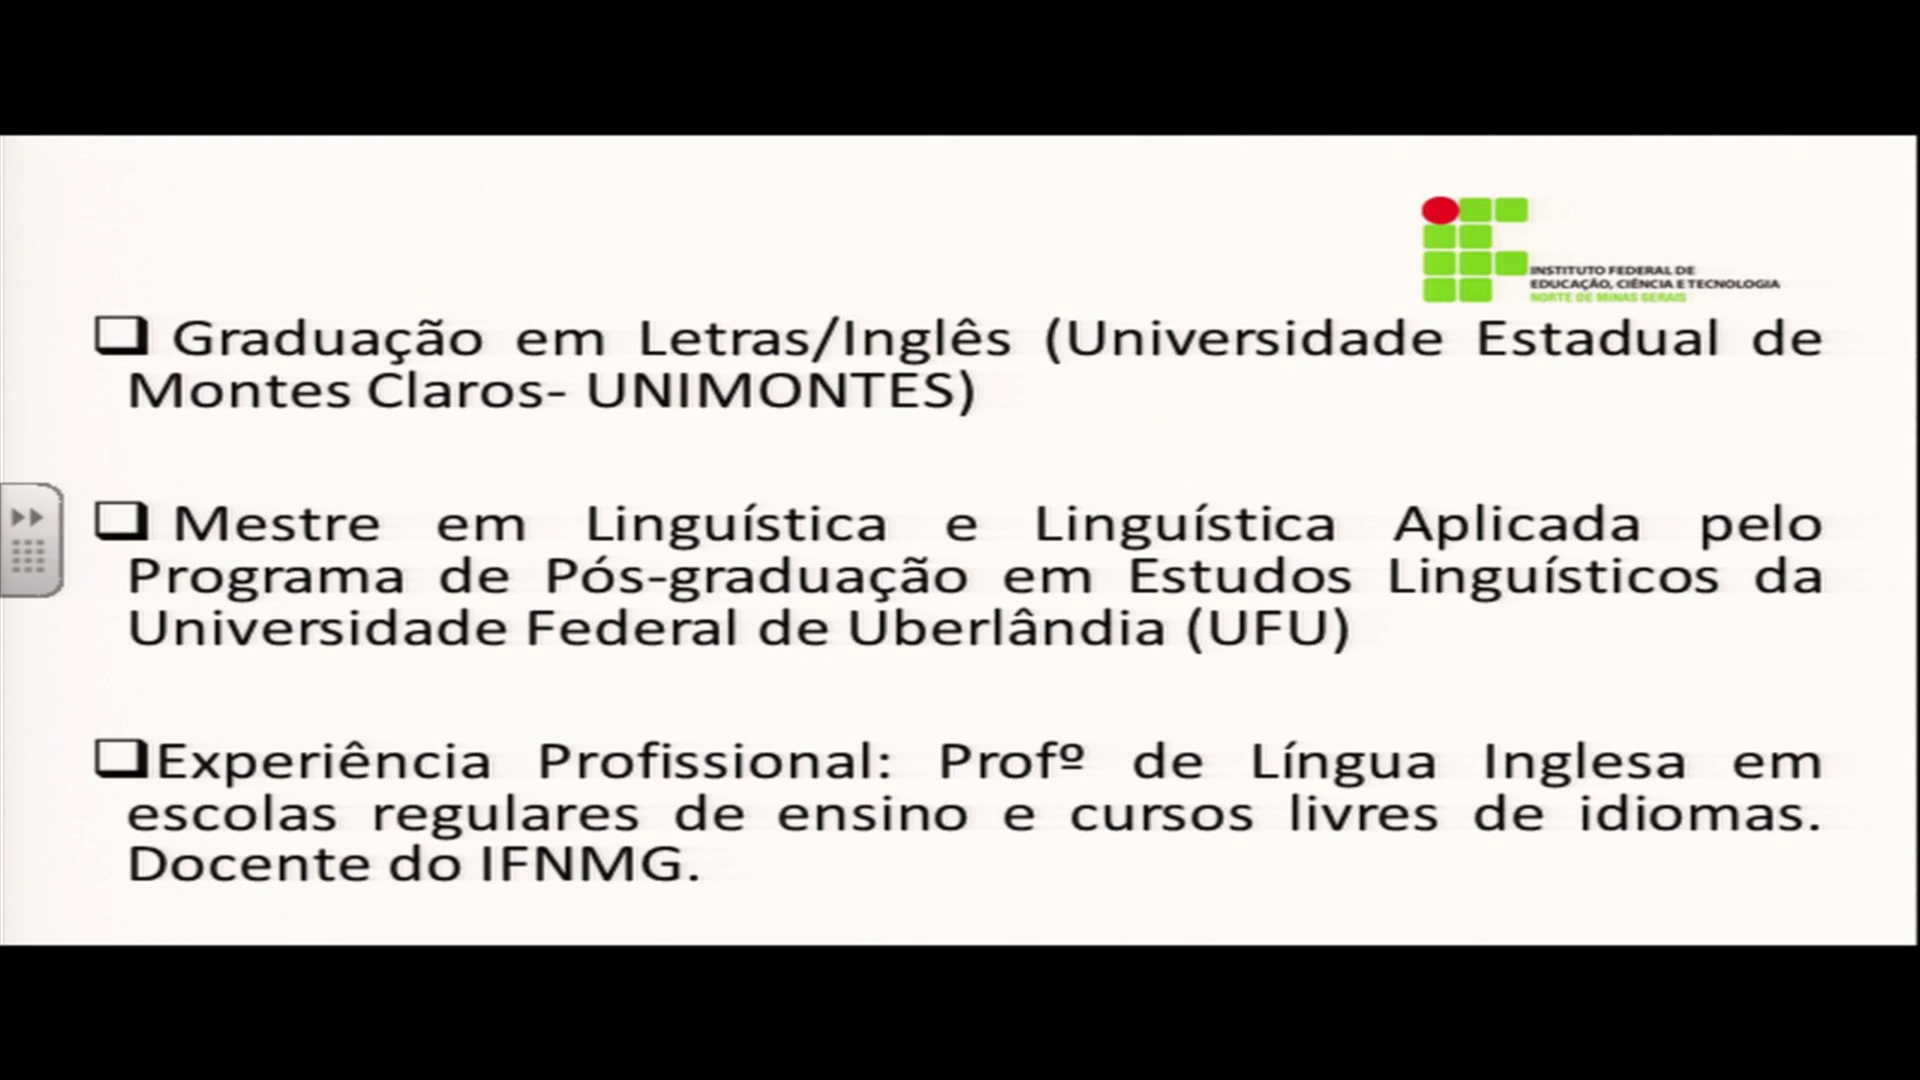 INSTITUTO FEDERAL DE
EDUCAÇÃO, CIÊNCIA E TECNOLOGIA
NORTE DE MINAS GERAIS
Graduação em Letras/Inglês (Universidade Estadual de
Montes Claros- UNIMONTES)
Mestre em Linguística e Linguística Aplicada pelo
Programa de Pós-graduação em Estudos Linguísticos da
Universidade Federal de Uberlândia (UFU)
Experiência Profissional: Profº de Língua Inglesa em
escolas regulares de ensino e cursos livres de idiomas.
Docente do IFNMG.